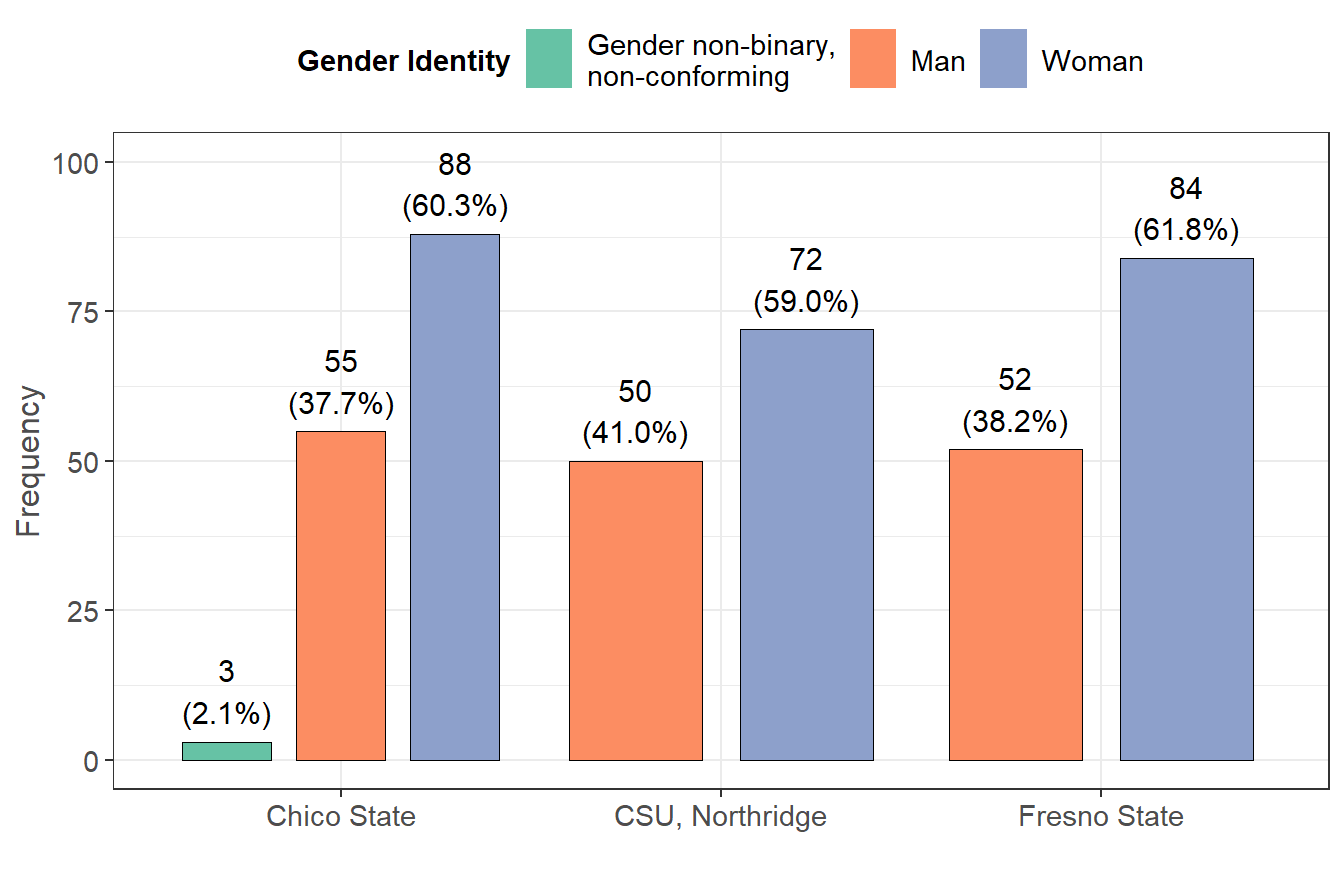 Gender Identity
Gender non-binary,
non-conforming
Man
Woman
Frequency
100
75
50
25
0
3
(2.1%)
55
(37.7%)
88
(60.3%)
50
(41.0%)
72
(59.0%)
52
(38.2%)
84
(61.8%)
Chico State
CSU, Northridge
Fresno State